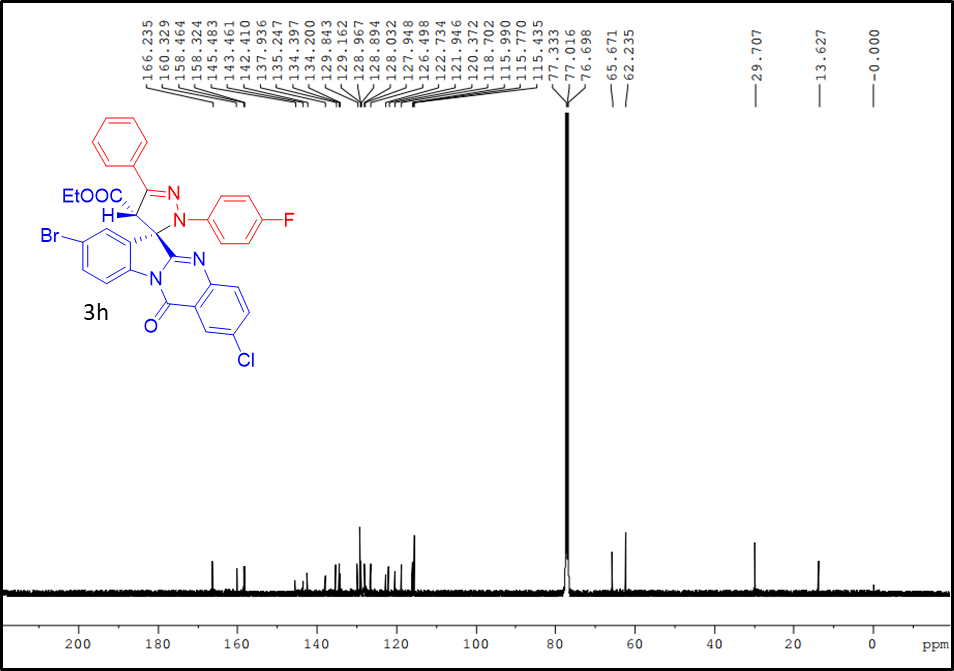 166.235
160.329
158.464
158.324
145.483
143.461
142.410
137.936
135.247
134.397
134.200
129.843
129.162
128.967
128.894
128.032
127.948
126.498
122.734
121.946
120.372
118.702
115.990
115.770
115.435
77.333
77.016
76.698
65.671
62.235
29.707
13.627
-0.000
EtOOC
N
H
N
F
Br
N
N
3h
O
Cl
200 180 160 140 120 100 80 60 40 20 0 ppm